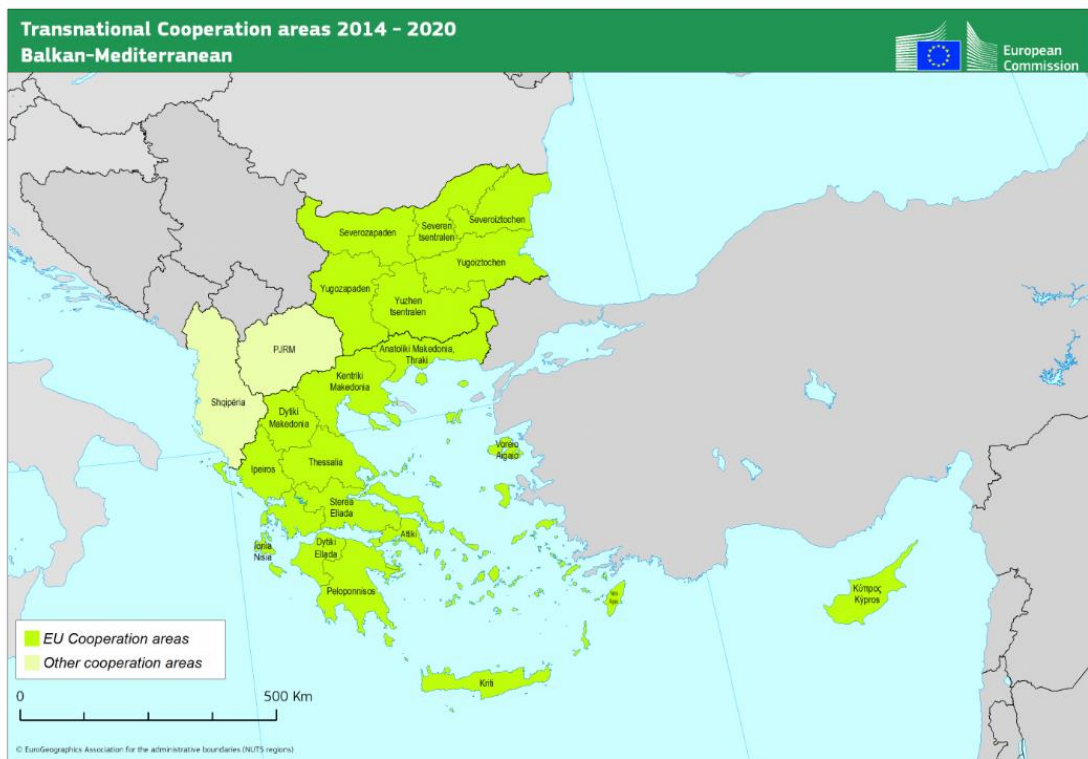 Transnational Cooperation areas 2014 - 2020
Balkan-Mediterranean
European
Commission
Severozapaden
Severen
tsentralen
Severoiztochen
Yugoiztochen
Yugozapaden
Yuzhen
tsentralen
PJRM
Anatoliki Makedonia,
Thraki
Kentriki
Makedonia
Shqipëria
Dytiki
Makedonia
Voreio
Aigaio
Ipeiros
Thessalia
Sterea
Ellada
Attiki
Ionia
Nisia
Dytiki
Ellada
Peloponnisos
Κύπρος
Kýpros
Kriti
EU Cooperation areas
Other cooperation areas
0
500 Km
© EuroGeographics Association for the administrative boundaries (NUTS regions)